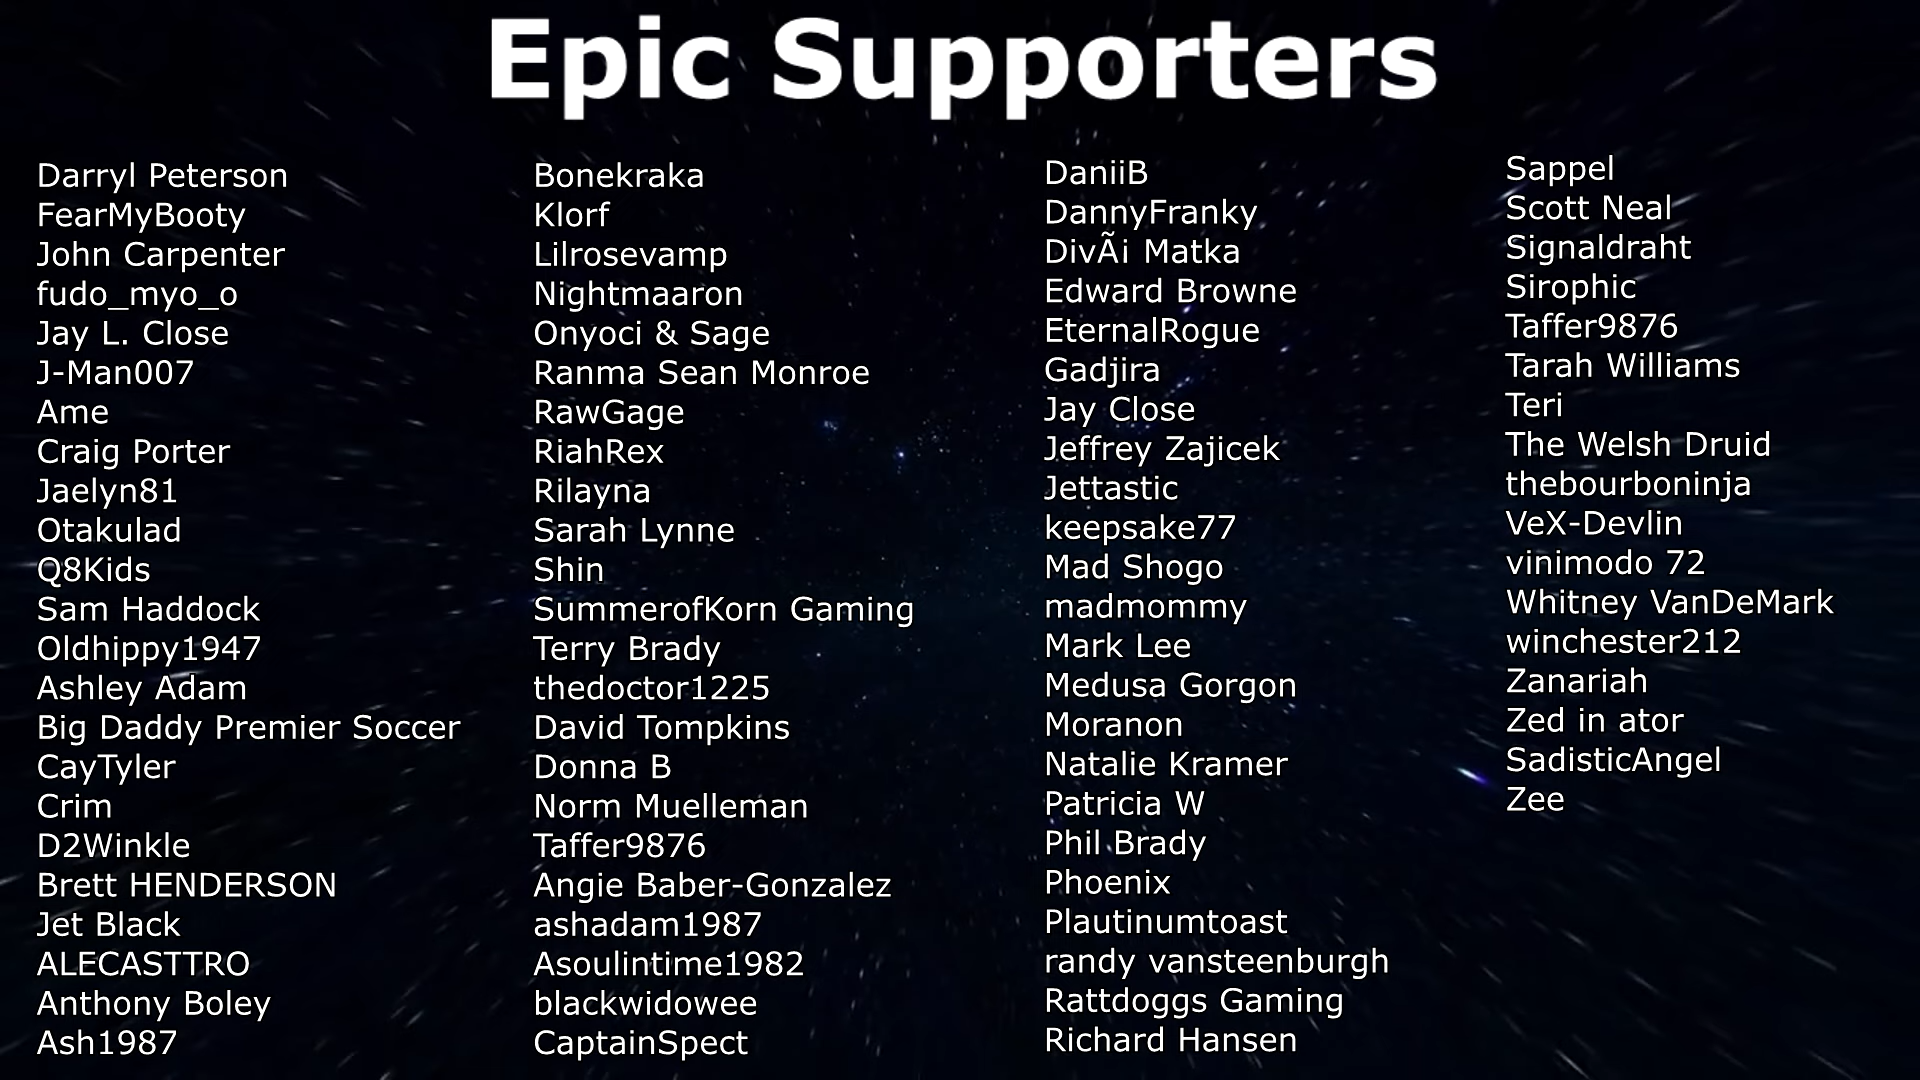 Epic Supporters
Darryl Peterson
FearMyBooty
John Carpenter
fudo_myo_o
Jay L. Close
J-Man007
Ame
Craig Porter
Jaelyn81
Otakulad
Q8Kids
Sam Haddock
Oldhippy1947
Ashley Adam
Big Daddy Premier Soccer
CayTyler
Crim
D2Winkle
Brett HENDERSON
Jet Black
ALECASTTRO
Anthony Boley
Ash1987
Bonekraka
Klorf
Lilrosevamp
Nightmaaron
Onyoci & Sage
Ranma Sean Monroe
RawGage
RiahRex
Rilayna
Sarah Lynne
Shin
SummerofKorn Gaming
Terry Brady
thedoctor1225
David Tompkins
Donna B
Norm Muelleman
Taffer9876
Angie Baber-Gonzalez
ashadam1987
Asoulintime1982
blackwidowee
CaptainSpect
DaniiB
DannyFranky
DivÃ¡ Matka
Edward Browne
EternalRogue
Gadjira
Jay Close
Jeffrey Zajicek
Jettastic
keepsake77
Mad Shogo
madmommy
Mark Lee
Medusa Gorgon
Moranon
Natalie Kramer
Patricia W
Phil Brady
Phoenix
Plautinumtoast
randy vansteenburgh
Rattdoggs Gaming
Richard Hansen
Sappel
Scott Neal
Signaldraht
Sirophic
Taffer9876
Tarah Williams
Teri
The Welsh Druid
thebourboninja
VeX-Devlin
vinimodo 72
Whitney VanDeMark
winchester212
Zanariah
Zed in ator
SadisticAngel
Zee